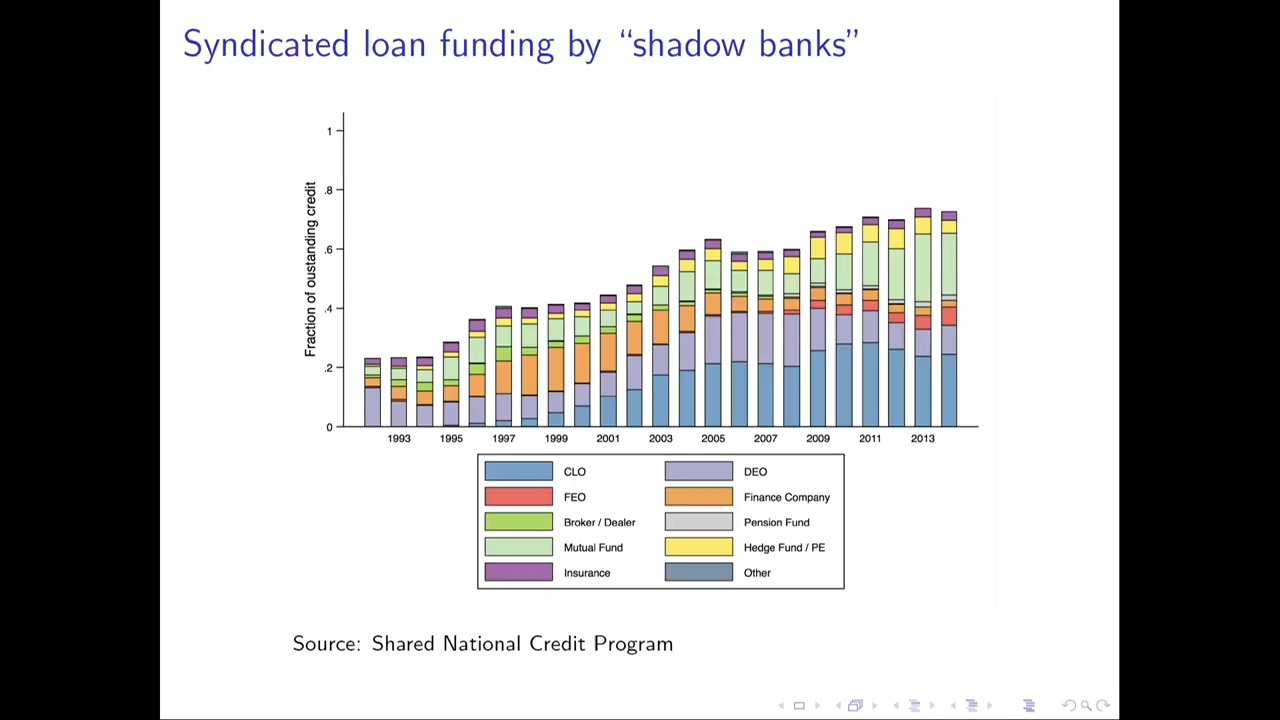 Syndicated loan funding by “shadow banks”
Fraction of oustanding credit
1
.8
.6
.4
.2
0
1993 1995 1997 1999 2001 2003 2005 2007 2009 2011 2013
CLO DEO
FEO Finance Company
Broker / Dealer Pension Fund
Mutual Fund Hedge Fund / PE
Insurance Other
Source: Shared National Credit Program